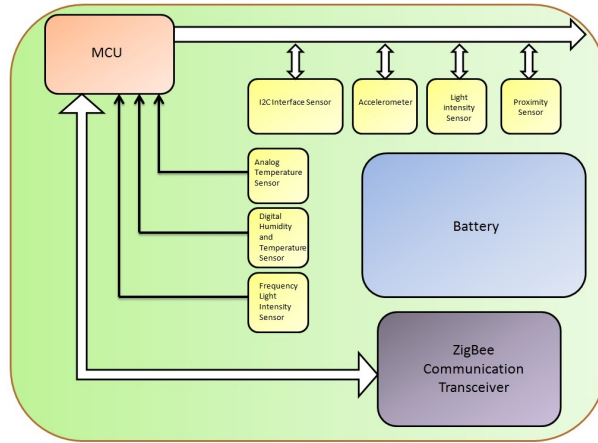 MCU
I2C Interface Sensor
Accelerometer
Light
intensity
Sensor
Proximity
Sensor
Analog
Temperature
Sensor
Digital
Humidity
and
Temperature
Sensor
Frequency
Light
Intensity
Sensor
Battery
ZigBee
Communication
Transceiver